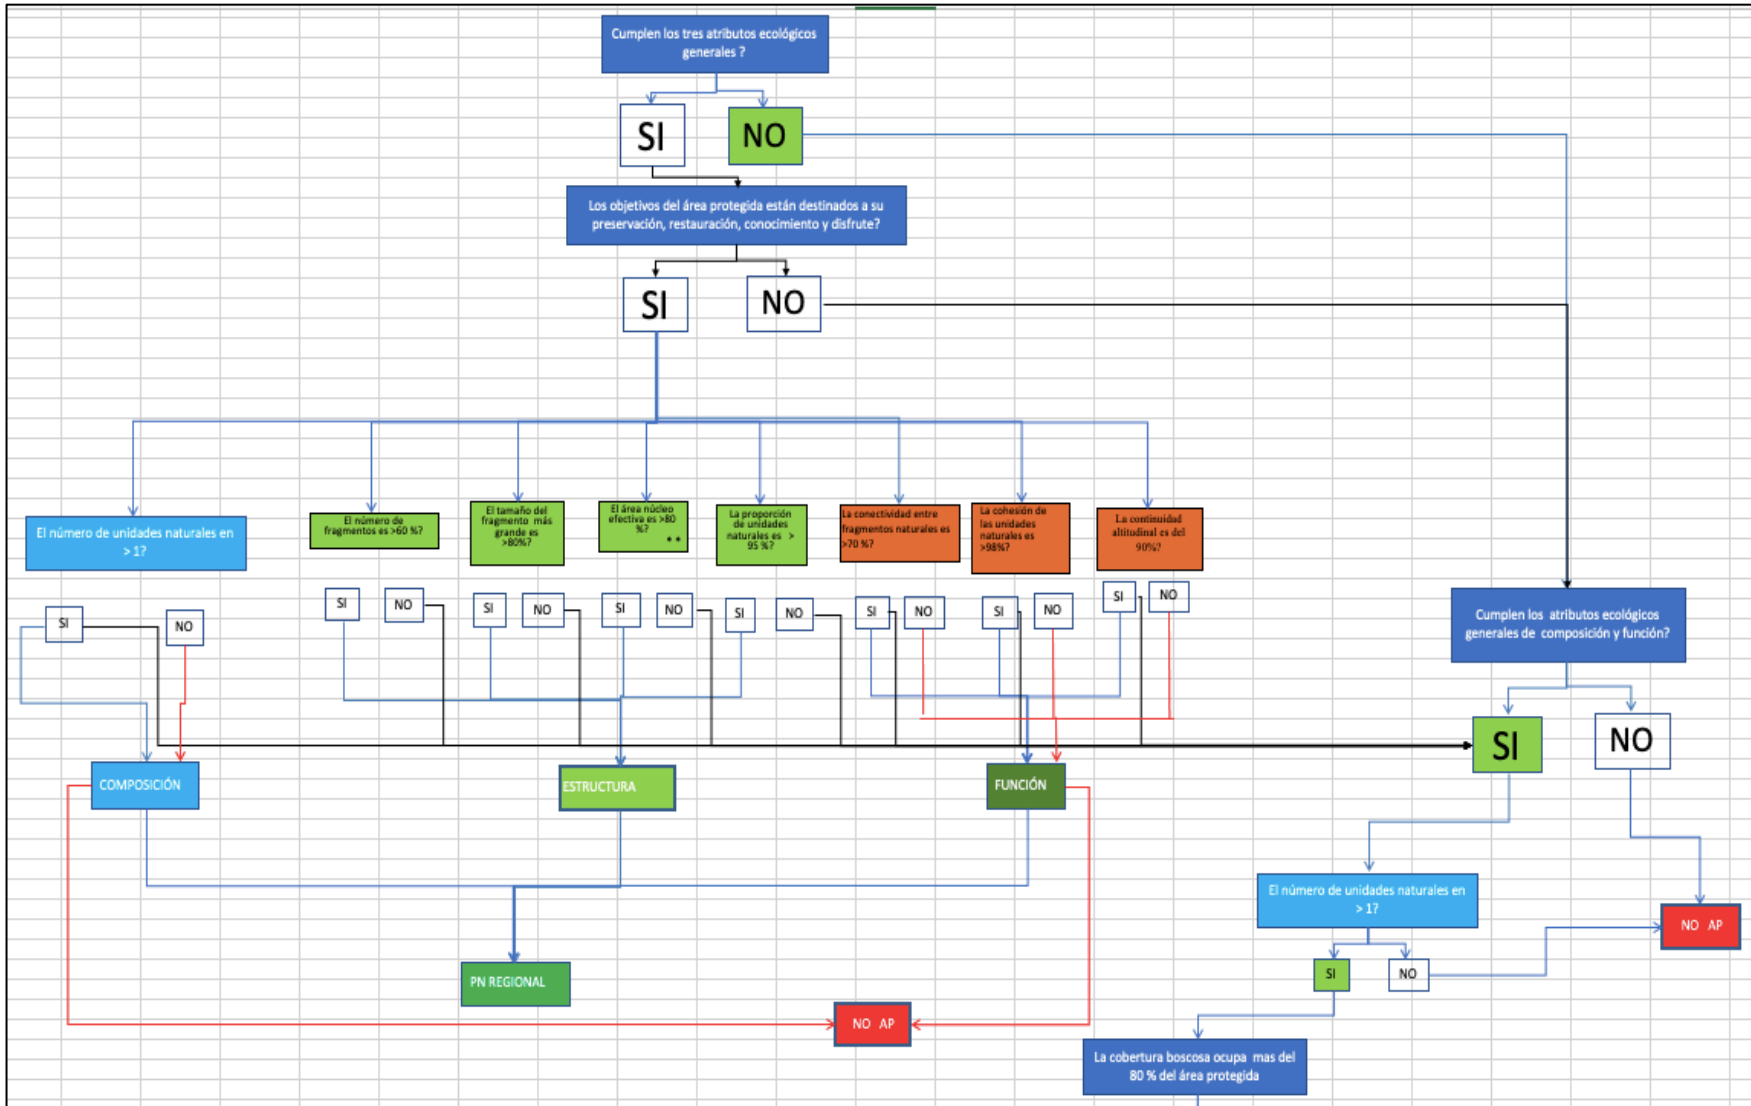 Cumplen los tres atributos ecológicos
generales ?
SI
NO
Los objetivos del área protegida están destinados a su
preservación, restauración, conocimiento y disfrute?
SI
NO
El número de unidades naturales en
> 1?
El número de
fragmentos es >60 %?
El tamaño del
fragmento más
grande es
>80%?
El área núcleo
efectiva es >80
%?
**
La proporción
de unidades
naturales es >
95 %?
La conectividad entre
fragmentos naturales es
>70 %?
La cohesión de
las unidades
naturales es
>98%?
La continuidad
altitudinal es del
90%?
SI
NO
SI
NO
SI
NO
SI
NO
SI
NO
SI
NO
SI
NO
SI
NO
Cumplen los atributos ecológicos
generales de composición y función?
SI
NO
COMPOSICIÓN
ESTRUCTURA
FUNCIÓN
El número de unidades naturales en
> 1?
NO AP
SI
NO
PN REGIONAL
NO AP
La cobertura boscosa ocupa mas del
80 % del área protegida